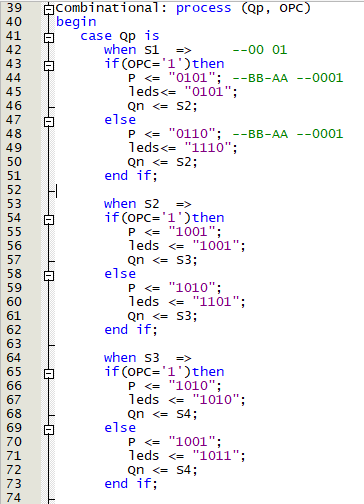 39 Combinational: process (Qp, OPC)
40 begin
41    case Qp is
42       when S1  =>     --00 01
43       if(OPC='1')then
44          P <= "0101"; --BB-AA --0001
45          leds<= "0101";
46          Qn <= S2;
47       else
48          P <= "0110"; --BB-AA --0001
49          leds<= "1110";
50          Qn <= S2;
51       end if;
52
53       when S2  =>
54       if(OPC='1')then
55          P <= "1001";
56          leds <= "1001";
57          Qn <= S3;
58       else
59          P <= "1010";
60          leds <= "1101";
61          Qn <= S3;
62       end if;
63
64       when S3  =>
65       if(OPC='1')then
66          P <= "1010";
67          leds <= "1010";
68          Qn <= S4;
69       else
70          P <= "1001";
71          leds <= "1011";
72          Qn <= S4;
73       end if;
74